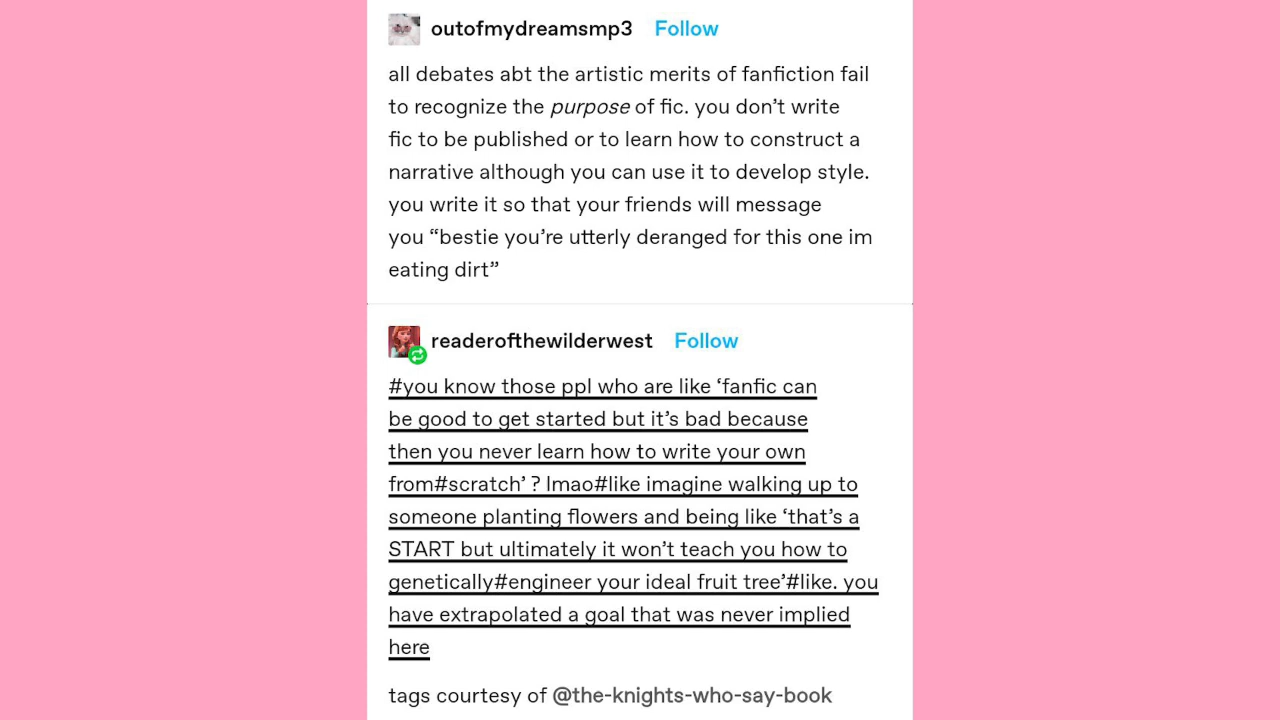 outofmydreamsmp3 Follow
all debates abt the artistic merits of fanfiction fail
to recognize the purpose of fic. you don’t write
fic to be published or to learn how to construct a
narrative although you can use it to develop style.
you write it so that your friends will message
you “bestie you’re utterly deranged for this one im
eating dirt”
readerofthewilderwest Follow
#you know those ppl who are like ‘fanfic can
be good to get started but it’s bad because
then you never learn how to write your own
from#scratch’ ? lmao#like imagine walking up to
someone planting flowers and being like ‘that’s a
START but ultimately it won’t teach you how to
genetically#engineer your ideal fruit tree’#like. you
have extrapolated a goal that was never implied
here
tags courtesy of @the-knights-who-say-book